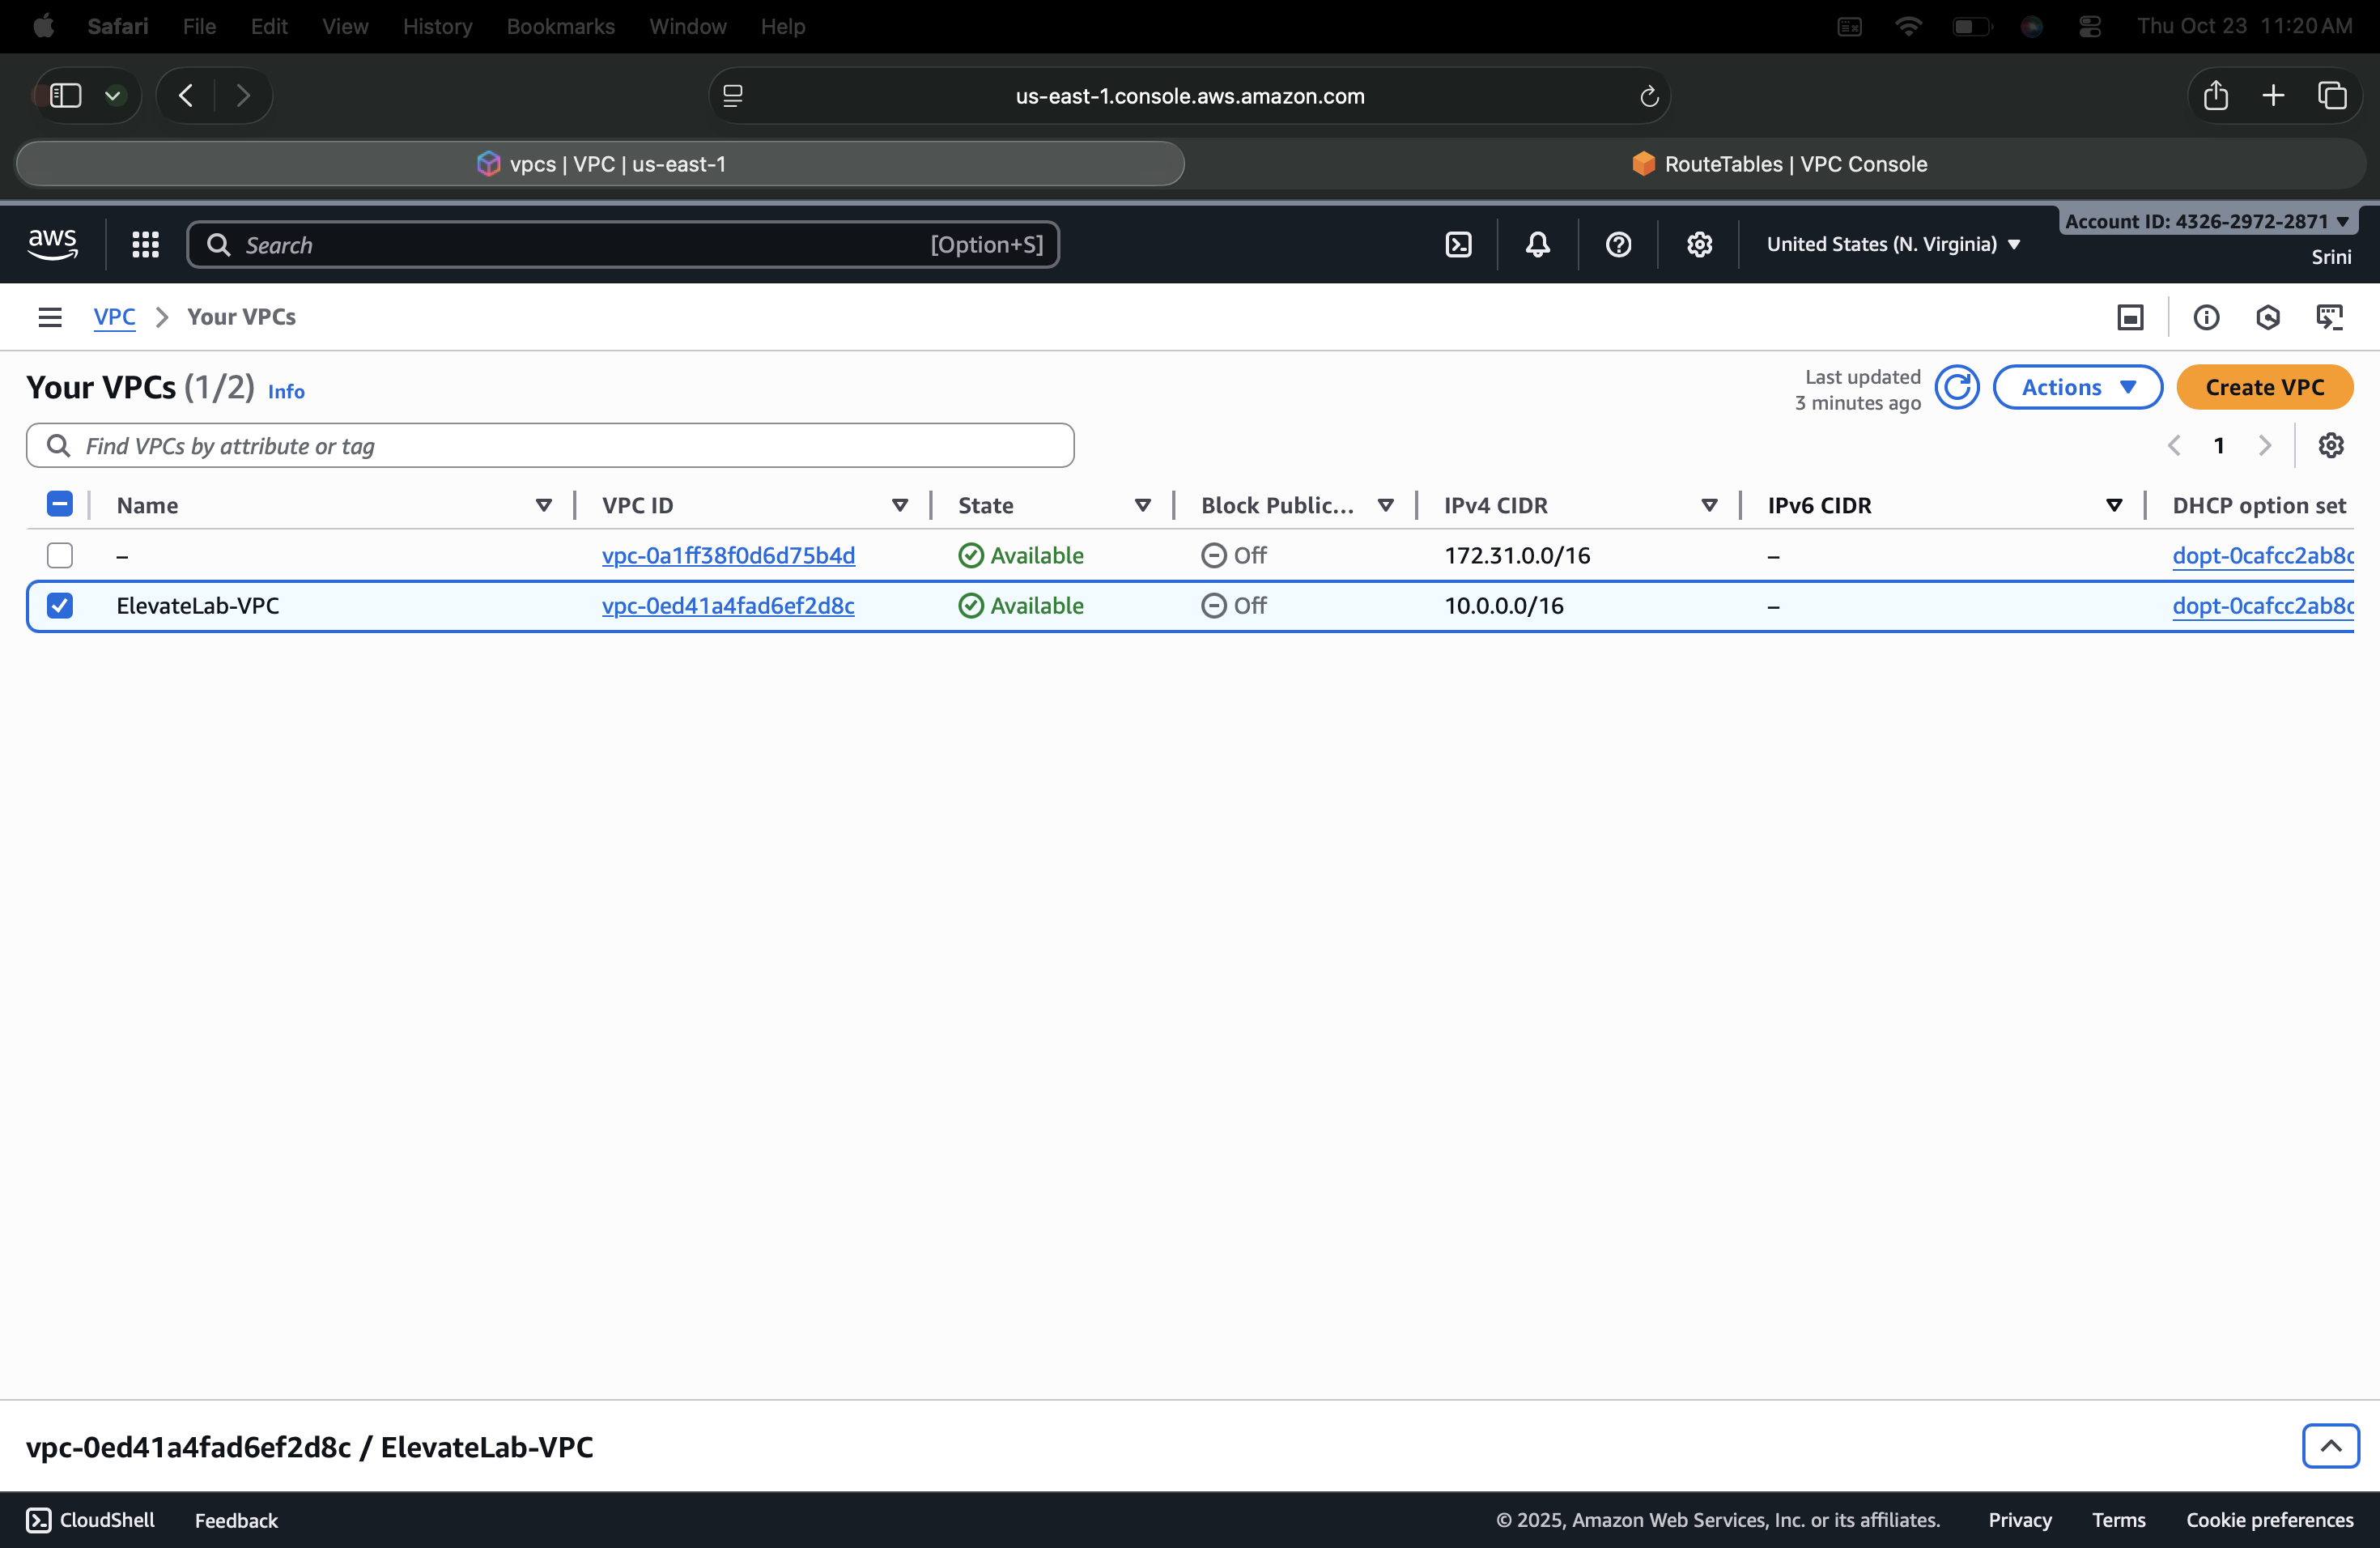 Safari File Edit View History Bookmarks Window Help Thu Oct 23 11:20 AM
us-east-1.console.aws.amazon.com
vpcs | VPC | us-east-1 RouteTables | VPC Console
aws Search [Option+S] United States (N. Virginia) Account ID: 4326-2972-2871
Srini
VPC Your VPCs
Your VPCs (1/2) Info Last updated 3 minutes ago Actions Create VPC
Find VPCs by attribute or tag 1
Name VPC ID State Block Public... IPv4 CIDR IPv6 CIDR DHCP option set
– vpc-0a1ff38f0d6d75b4d Available Off 172.31.0.0/16 – dopt-0cafcc2ab8c
ElevateLab-VPC vpc-0ed41a4fad6ef2d8c Available Off 10.0.0.0/16 – dopt-0cafcc2ab8c
vpc-0ed41a4fad6ef2d8c / ElevateLab-VPC
CloudShell Feedback © 2025, Amazon Web Services, Inc. or its affiliates. Privacy Terms Cookie preferences